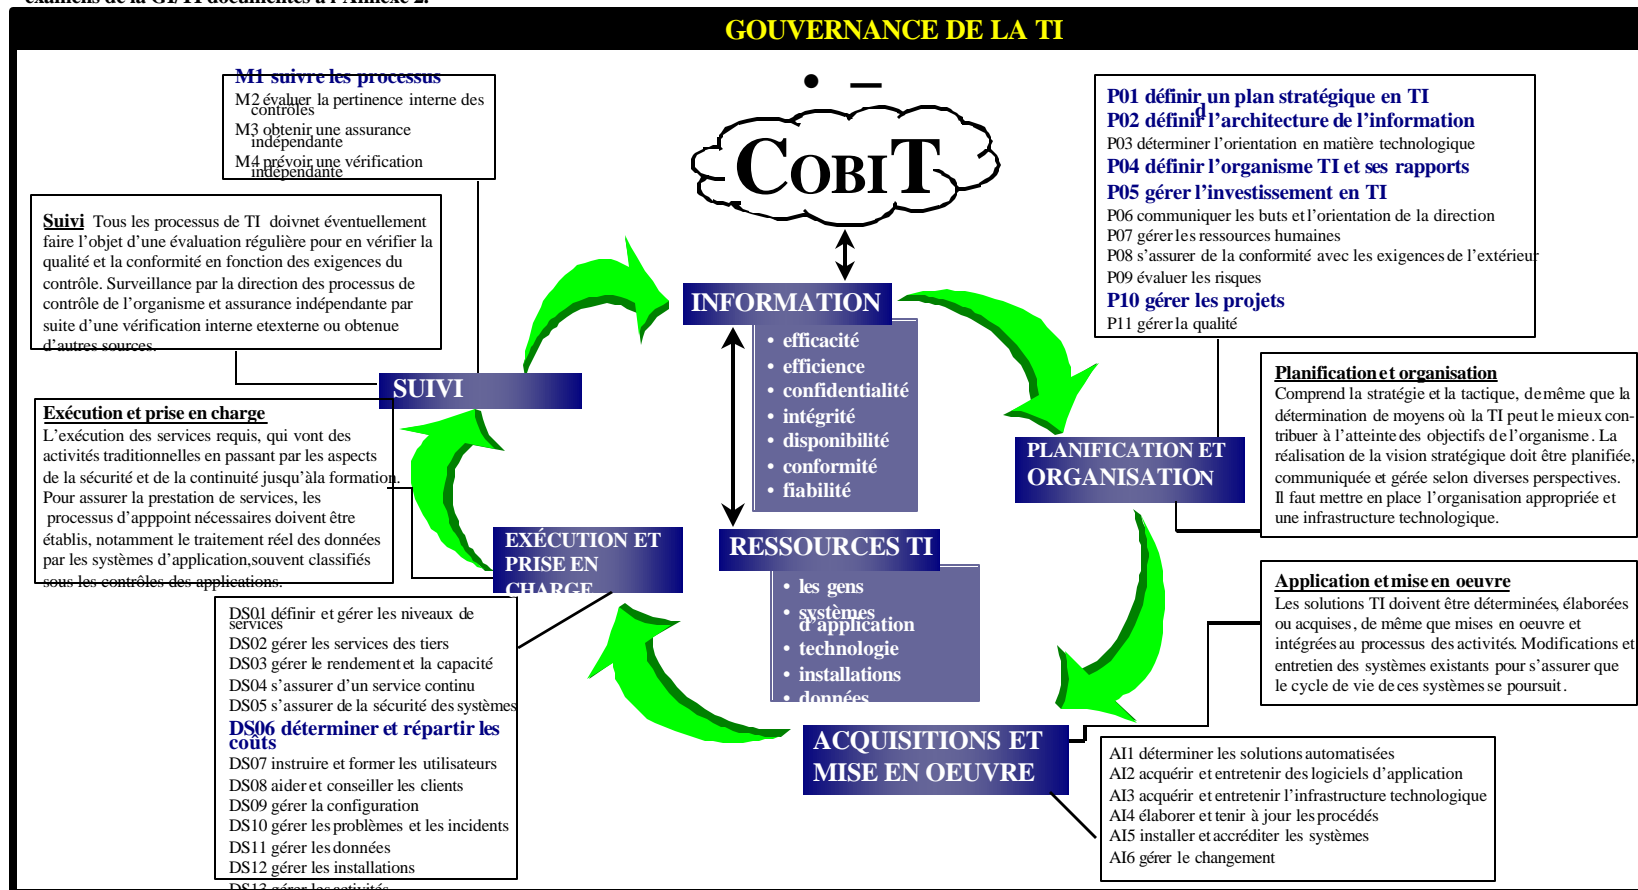 examens de la GI/TI documentés à l'Annexe 2.
GOUVERNANCE DE LA TI
M1 suivre les processus
M2 évaluer la pertinence interne des
contrôles
M3 obtenir une assurance
indépendante
M4 prévoir une vérification
indépendante
COBIT
P01 définir un plan stratégique en TI
d
P02 définir l'architecture de l'information
P03 déterminer l'orientation en matière technologique
P04 définir l'organisme TI et ses rapports
P05 gérer l'investissement en TI
P06 communiquer les buts et l'orientation de la direction
P07 gérer les ressources humaines
P08 s'assurer de la conformité avec les exigences de l'extérieur
P09 évaluer les risques
P10 gérer les projets
P11 gérer la qualité
Suivi Tous les processus de TI doivnet éventuellement
faire l'objet d'une évaluation régulière pour en vérifier la
qualité et la conformité en fonction des exigences du
contrôle. Surveillance par la direction des processus de
contrôle de l'organisme et assurance indépendante par
suite d'une vérification interne etexterne ou obtenue
d'autres sources.
INFORMATION
• efficacité
• efficience
• confidentialité
• intégrité
• disponibilité
• conformité
• fiabilité
SUIVI
Planification et organisation
Comprend la stratégie et la tactique, de même que la
détermination de moyens où la TI peut le mieux con-
tribuer à l'atteinte des objectifs de l'organisme. La
réalisation de la vision stratégique doit être planifiée,
communiquée et gérée selon diverses perspectives.
Il faut mettre en place l'organisation appropriée et
une infrastructure technologique.
PLANIFICATION ET
ORGANISATION
Exécution et prise en charge
L'exécution des services requis, qui vont des
activités traditionnelles en passant par les aspects
de la sécurité et de la continuité jusqu'àla formation.
Pour assurer la prestation de services, les
processus d'apppoint nécessaires doivent être
établis, notamment le traitement réel des données
par les systèmes d'application,souvent classifiés
sous les contrôles des applications.
EXÉCUTION ET
PRISE EN
CHARGE
RESSOURCES TI
• les gens
• systèmes
d'application
• technologie
• installations
• données
Application et mise en oeuvre
Les solutions TI doivent être déterminées, élaborées
ou acquises, de même que mises en oeuvre et
intégrées au processus des activités. Modifications et
entretien des systèmes existants pour s'assurer que
le cycle de vie de ces systèmes se poursuit.
DS01 définir et gérer les niveaux de
services
DS02 gérer les services des tiers
DS03 gérer le rendement et la capacité
DS04 s'assurer d'un service continu
DS05 s'assurer de la sécurité des systèmes
DS06 déterminer et répartir les
coûts
DS07 instruire et former les utilisateurs
DS08 aider et conseiller les clients
DS09 gérer la configuration
DS10 gérer les problèmes et les incidents
DS11 gérer les données
DS12 gérer les installations
DS13 gérer les activités
ACQUISITIONS ET
MISE EN OEUVRE
AI1 déterminer les solutions automatisées
AI2 acquérir et entretenir des logiciels d'application
AI3 acquérir et entretenir l'infrastructure technologique
AI4 élaborer et tenir à jour les procédés
AI5 installer et accréditer les systèmes
AI6 gérer le changement